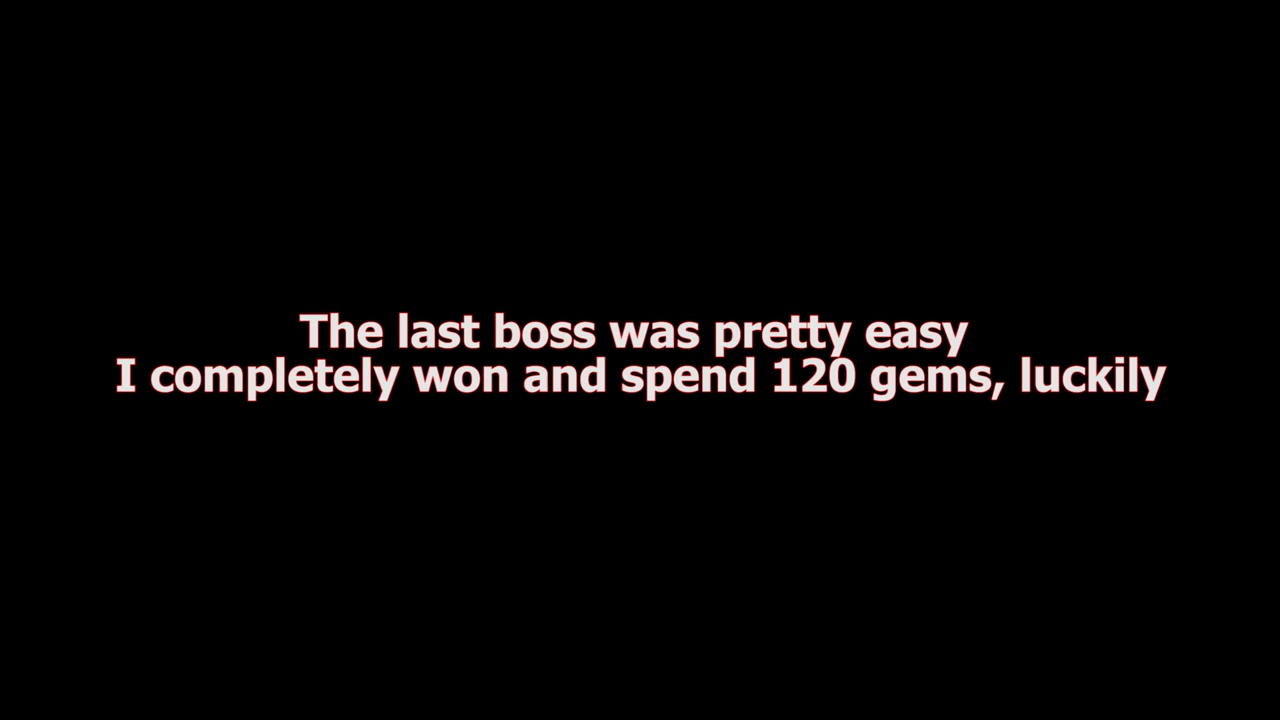 The last boss was pretty easy
I completely won and spend 120 gems, luckily